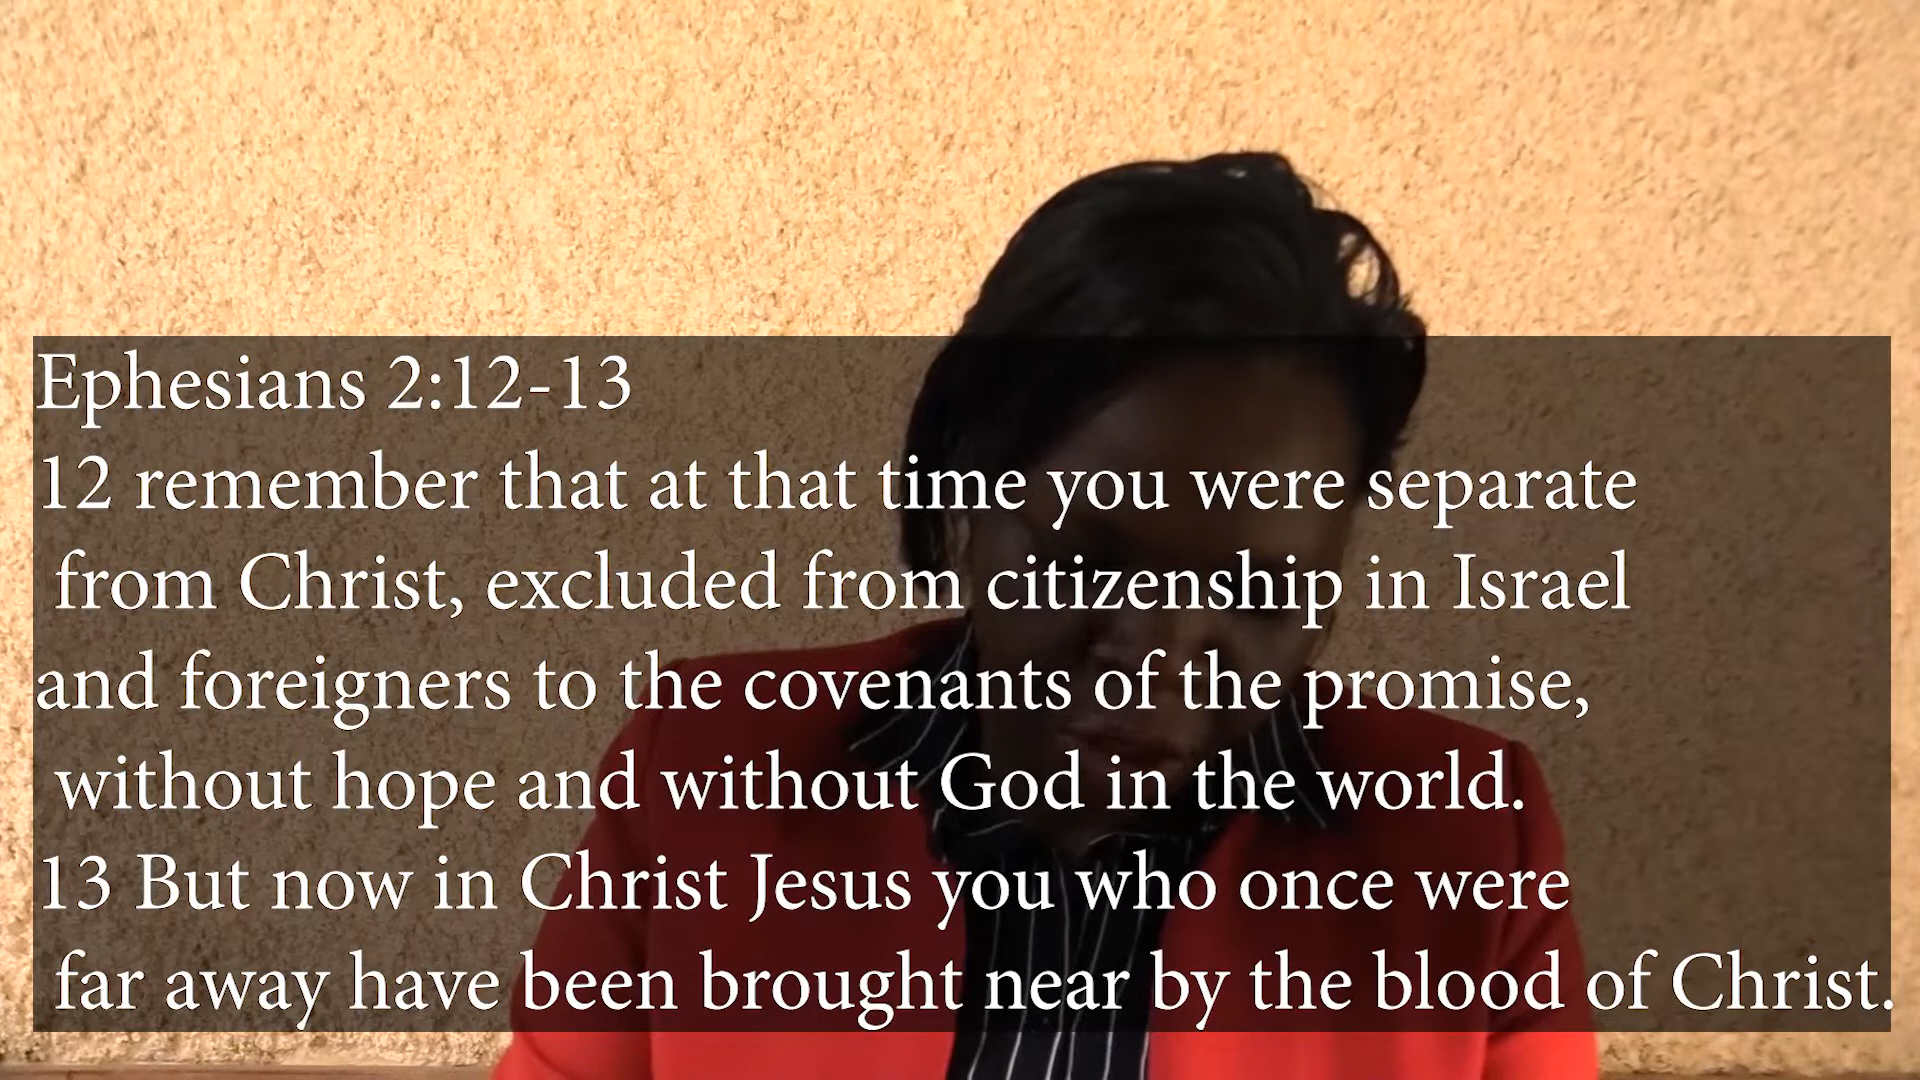 Ephesians 2:12-13
12 remember that at that time you were separate
from Christ, excluded from citizenship in Israel
and foreigners to the covenants of the promise,
without hope and without God in the world.
13 But now in Christ Jesus you who once were
far away have been brought near by the blood of Christ.